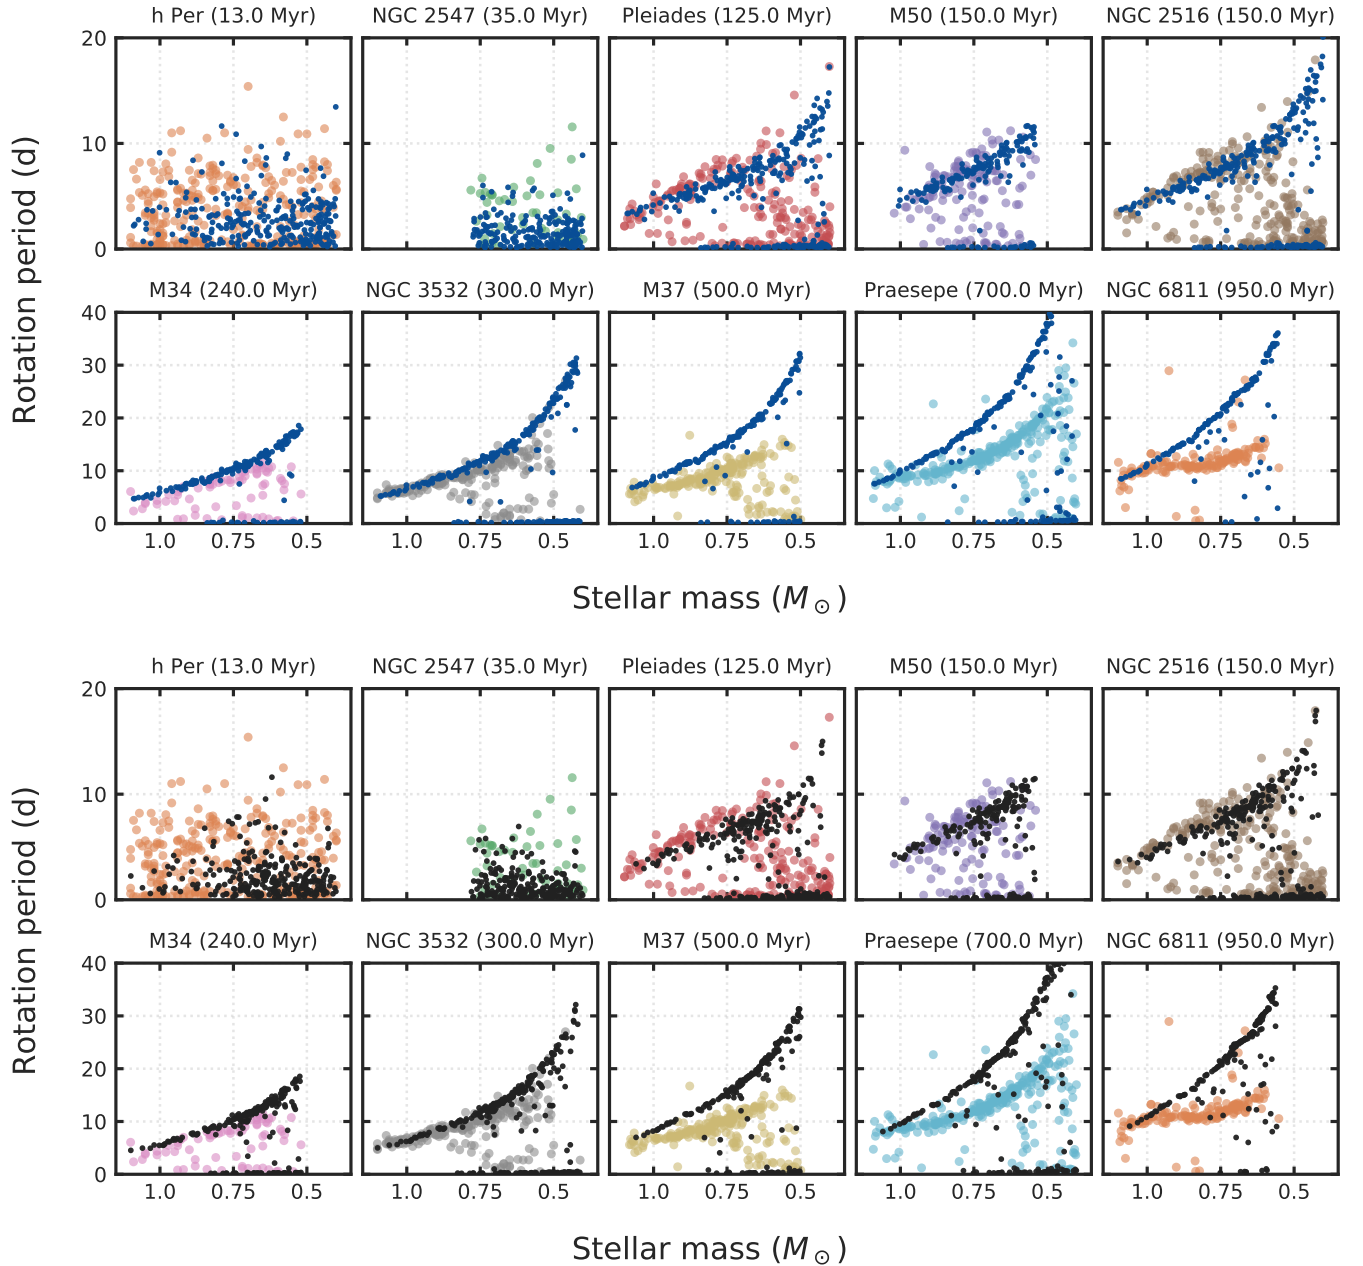 h Per (13.0 Myr) NGC 2547 (35.0 Myr) Pleiades (125.0 Myr) M50 (150.0 Myr) NGC 2516 (150.0 Myr)
20
10
0
M34 (240.0 Myr) NGC 3532 (300.0 Myr) M37 (500.0 Myr) Praesepe (700.0 Myr) NGC 6811 (950.0 Myr)
40
30
20
10
0
1.0 0.75 0.5 1.0 0.75 0.5 1.0 0.75 0.5 1.0 0.75 0.5 1.0 0.75 0.5
Rotation period (d)
Stellar mass (M⊙)
h Per (13.0 Myr) NGC 2547 (35.0 Myr) Pleiades (125.0 Myr) M50 (150.0 Myr) NGC 2516 (150.0 Myr)
20
10
0
M34 (240.0 Myr) NGC 3532 (300.0 Myr) M37 (500.0 Myr) Praesepe (700.0 Myr) NGC 6811 (950.0 Myr)
40
30
20
10
0
1.0 0.75 0.5 1.0 0.75 0.5 1.0 0.75 0.5 1.0 0.75 0.5 1.0 0.75 0.5
Rotation period (d)
Stellar mass (M⊙)